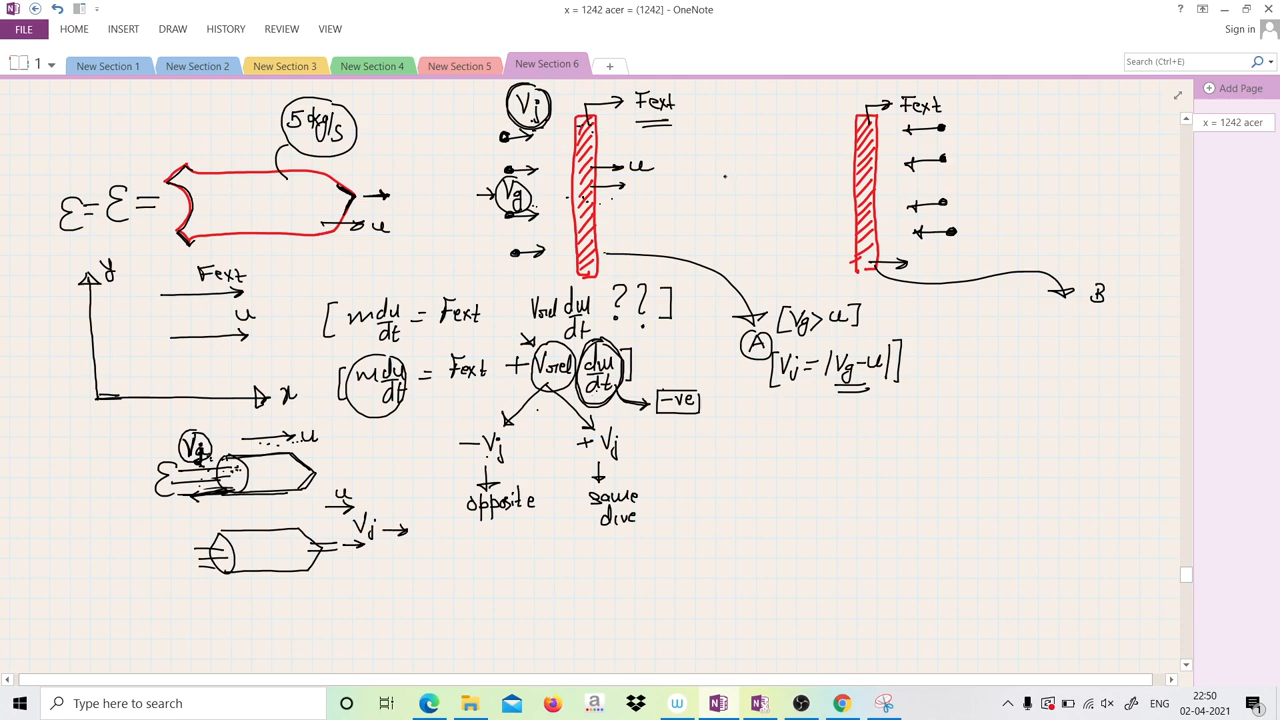 x = 1242 acer = (1242] - OneNote
FILE
HOME
INSERT
DRAW
HISTORY
REVIEW
VIEW
Sign in
1
New Section 1
New Section 2
New Section 3
New Section 4
New Section 5
New Section 6
Search (Ctrl+E)
Add Page
x = 1242 acer
5 kg/s
u
Vj
Fext
u
Vg
Fext
B
A
[Vg > u]
[Vj = |Vg-u|]
y
x
Fext
u
[m du/dt = Fext Vrel dm/dt ??]
[m du/dt = Fext + Vrel dm/dt]
-ve
- Vj
+ Vj
opposite
same
dirc
Vj
u
u
Vj
Type here to search
ENG
22:50
02-04-2021
1